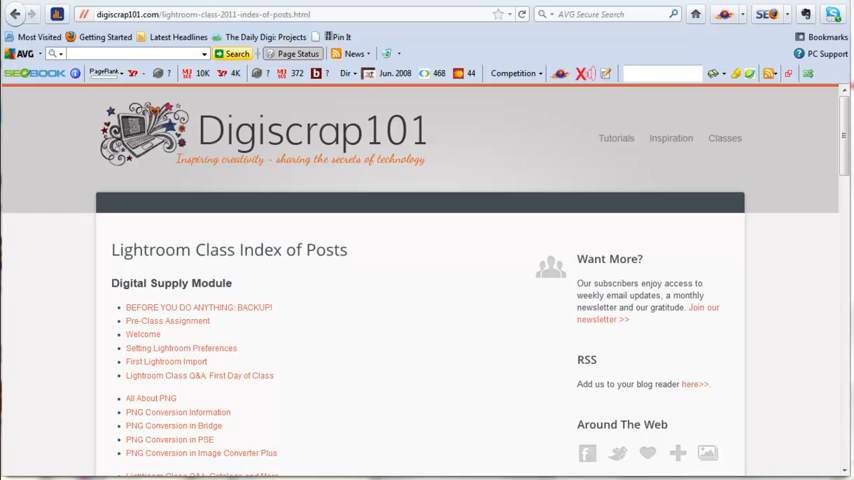 digiscrap101.com/lightroom-class-2011-index-of-posts.html
AVG Secure Search
SEO
Most Visited
Getting Started
Latest Headlines
The Daily Digi: Projects
Pin It
Bookmarks
AVG
Search
Page Status
News
PC Support
SEOBOOK
PageRank
?
10K
4K
?
372
?
Dir
Jun. 2008
468
44
Competition
Digiscrap101
Inspiring creativity - sharing the secrets of technology
Tutorials
Inspiration
Classes
Lightroom Class Index of Posts
Digital Supply Module
BEFORE YOU DO ANYTHING: BACKUP!
Pre-Class Assignment
Welcome
Setting Lightroom Preferences
First Lightroom Import
Lightroom Class Q&A: First Day of Class
All About PNG
PNG Conversion Information
PNG Conversion in Bridge
PNG Conversion in PSE
PNG Conversion in Image Converter Plus
Want More?
Our subscribers enjoy access to
weekly email updates, a monthly
newsletter and our gratitude. Join our
newsletter >>
RSS
Add us to your blog reader here>>.
Around The Web